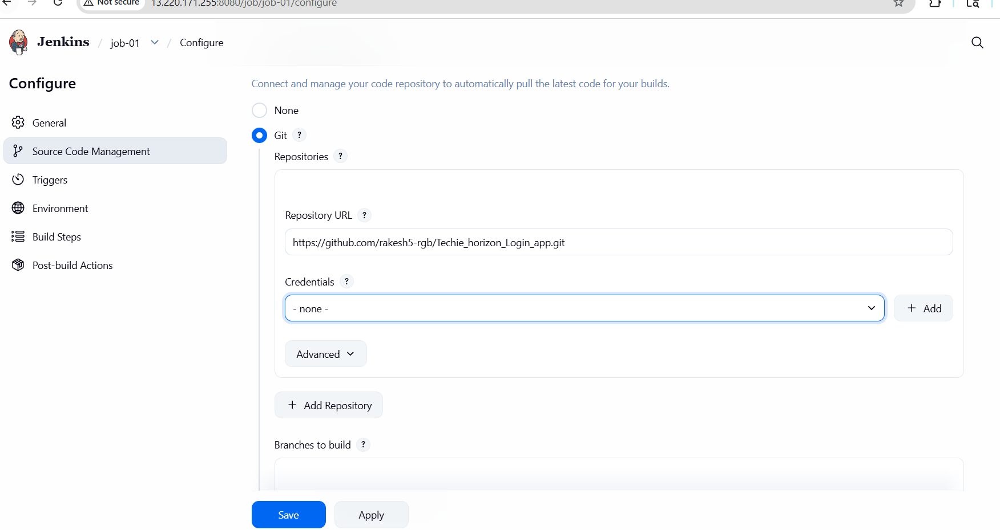 Not secure 13.220.171.255:8080/job/job-01/configure
Jenkins / job-01 / Configure
Configure
General
Source Code Management
Triggers
Environment
Build Steps
Post-build Actions
Connect and manage your code repository to automatically pull the latest code for your builds.
None
Git ?
Repositories ?
Repository URL ?
https://github.com/rakesh5-rgb/Techie_horizon_Login_app.git
Credentials ?
- none -
+ Add
Advanced
+ Add Repository
Branches to build ?
Save
Apply